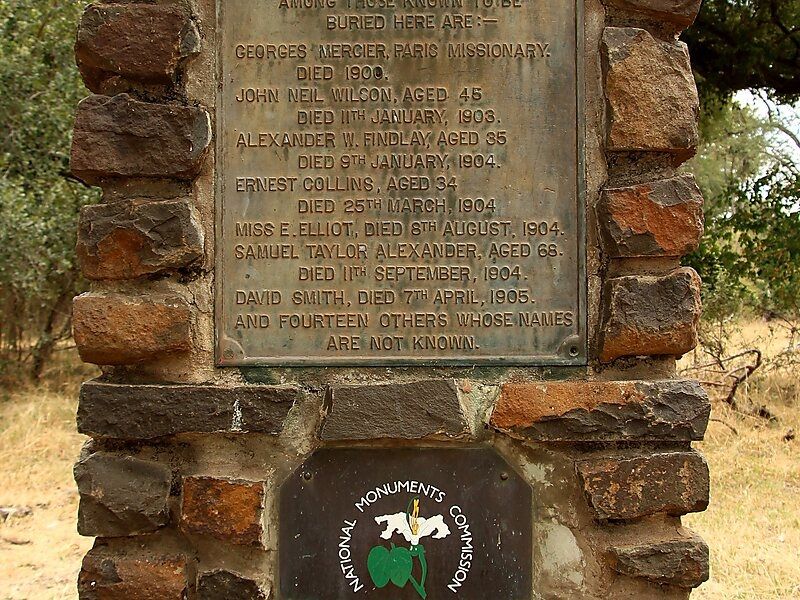 AMONG THOSE KNOWN TO BE
BURIED HERE ARE:—
GEORGES MERCIER, PARIS MISSIONARY.
DIED 1900.
JOHN NEIL WILSON, AGED 45
DIED 11TH JANUARY, 1903.
ALEXANDER W. FINDLAY, AGED 35
DIED 9TH JANUARY, 1904.
ERNEST COLLINS, AGED 34
DIED 25TH MARCH, 1904
MISS E. ELLIOT, DIED 8TH AUGUST, 1904.
SAMUEL TAYLOR ALEXANDER, AGED 68.
DIED 11TH SEPTEMBER, 1904.
DAVID SMITH, DIED 7TH APRIL, 1905.
AND FOURTEEN OTHERS WHOSE NAMES
ARE NOT KNOWN.
NATIONAL MONUMENTS COMMISSION